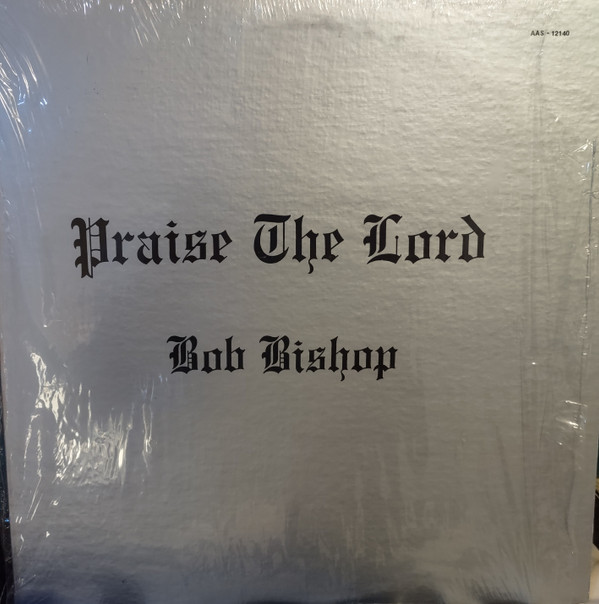 AAS - 12140
Praise The Lord
Bob Bishop